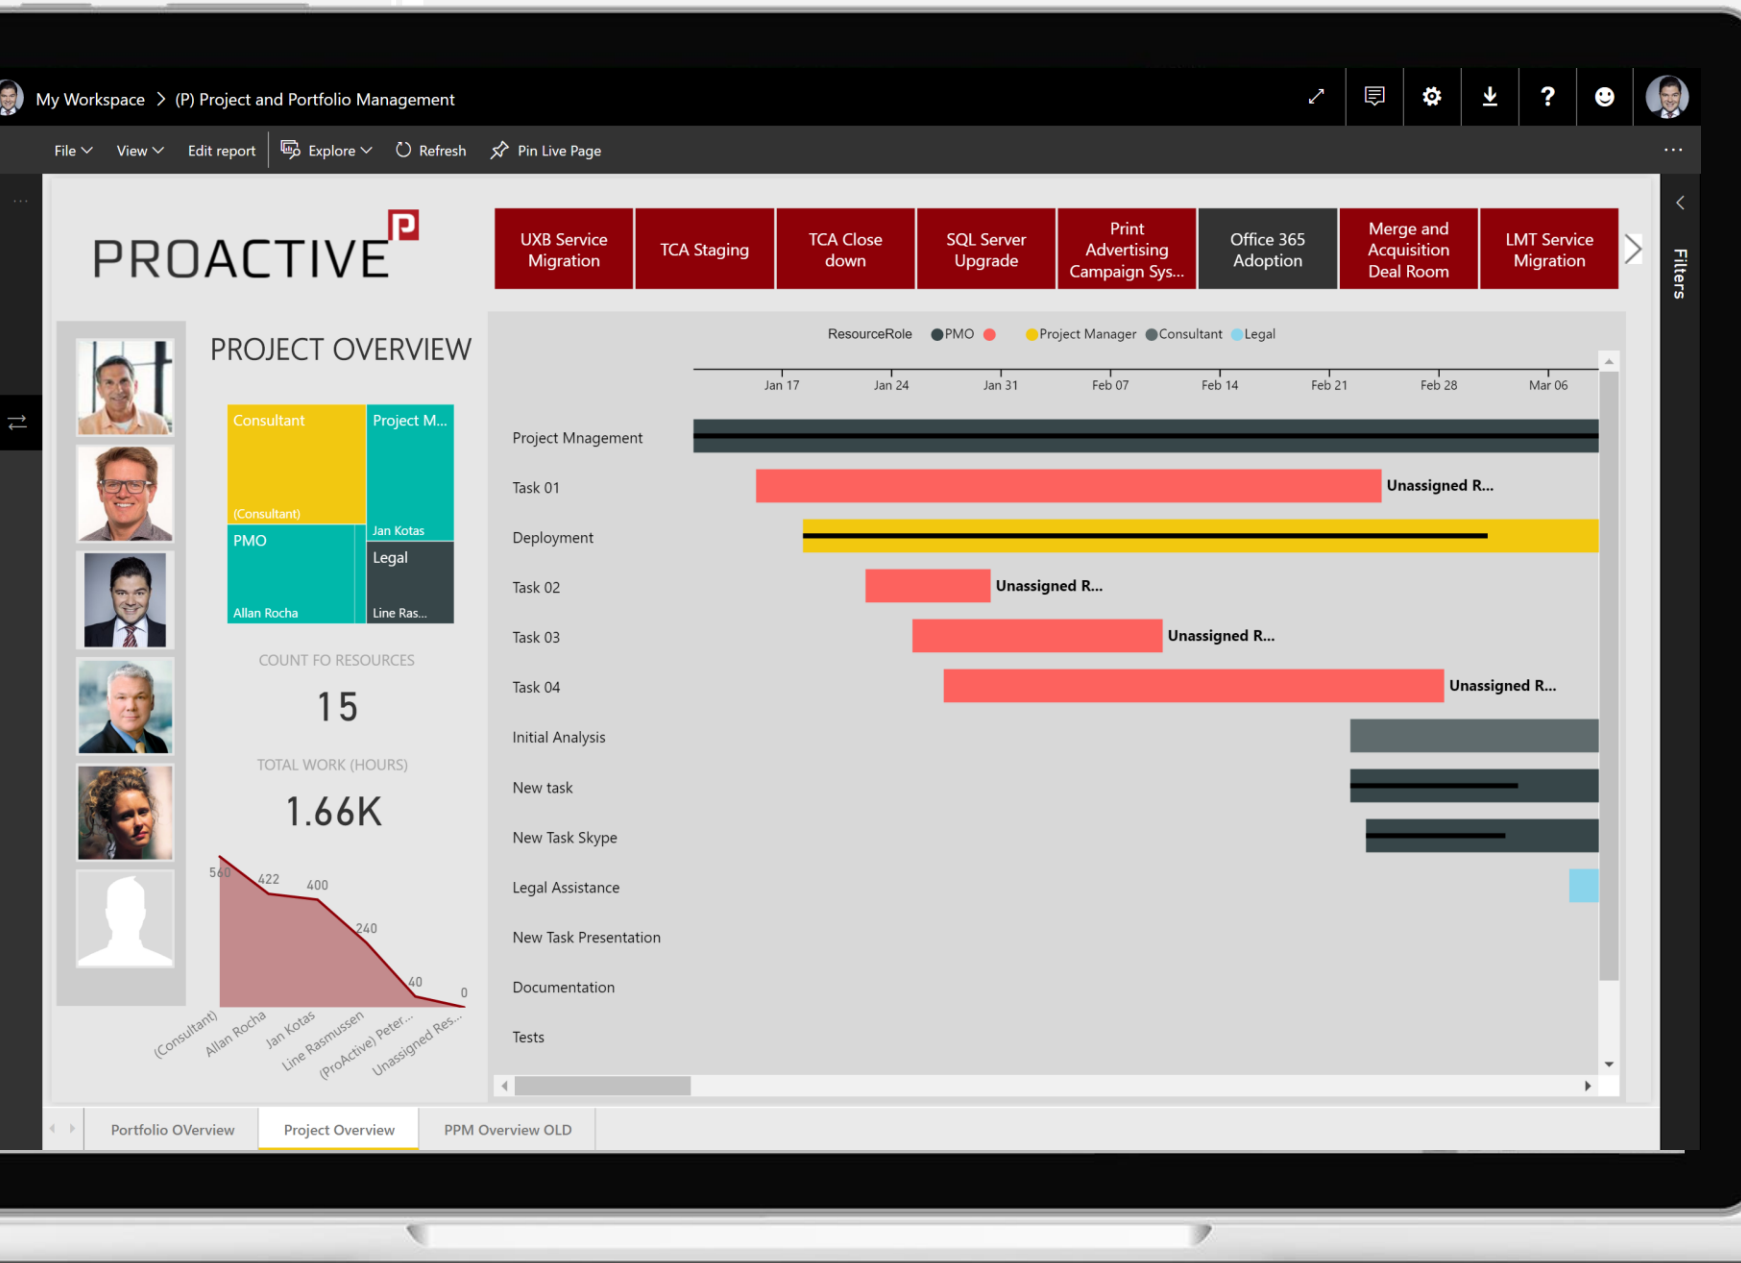 My Workspace > (P) Project and Portfolio Management
File View Edit report Explore Refresh Pin Live Page
PROACTIVE P
UXB Service
Migration
TCA Staging
TCA Close
down
SQL Server
Upgrade
Print
Advertising
Campaign Sys...
Office 365
Adoption
Merge and
Acquisition
Deal Room
LMT Service
Migration
Filters
PROJECT OVERVIEW
Consultant
(Consultant)
Project M...
Jan Kotas
PMO
Allan Rocha
Legal
Line Ras...
COUNT FO RESOURCES
15
TOTAL WORK (HOURS)
1.66K
560
422
400
240
40
0
(Consultant)
Allan Rocha
Jan Kotas
Line Rasmussen
(ProActive) Peter...
Unassigned Res...
ResourceRole PMO Project Manager Consultant Legal
Jan 17 Jan 24 Jan 31 Feb 07 Feb 14 Feb 21 Feb 28 Mar 06
Project Mnagement
Task 01 Unassigned R...
Deployment
Task 02 Unassigned R...
Task 03 Unassigned R...
Task 04 Unassigned R...
Initial Analysis
New task
New Task Skype
Legal Assistance
New Task Presentation
Documentation
Tests
Portfolio OVerview Project Overview PPM Overview OLD